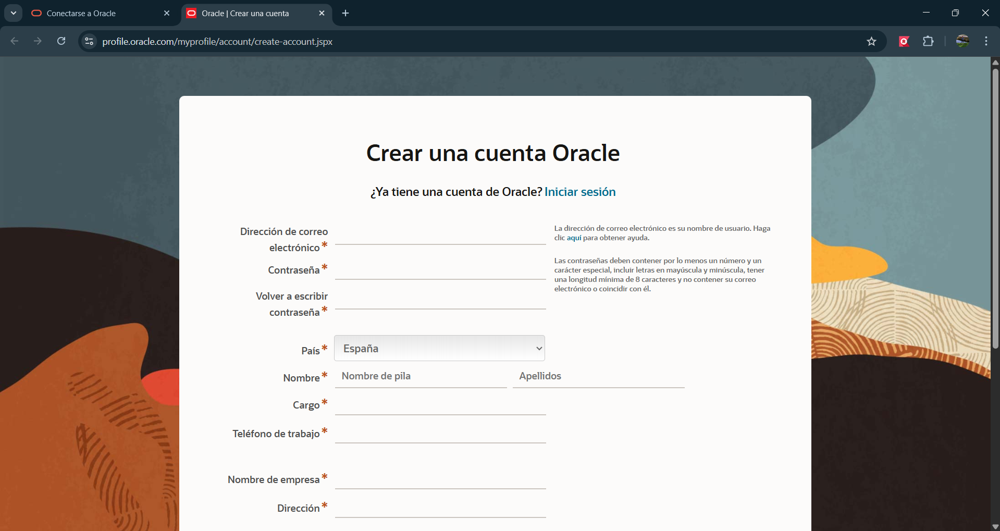 Conectarse a Oracle
Oracle | Crear una cuenta
profile.oracle.com/myprofile/account/create-account.jspx
Crear una cuenta Oracle
¿Ya tiene una cuenta de Oracle? Iniciar sesión
Dirección de correo
electrónico *
La dirección de correo electrónico es su nombre de usuario. Haga
clic aquí para obtener ayuda.
Contraseña *
Las contraseñas deben contener por lo menos un número y un
carácter especial, incluir letras en mayúscula y minúscula, tener
una longitud mínima de 8 caracteres y no contener su correo
electrónico o coincidir con él.
Volver a escribir
contraseña *
País * España
Nombre * Nombre de pila Apellidos
Cargo *
Teléfono de trabajo *
Nombre de empresa *
Dirección *